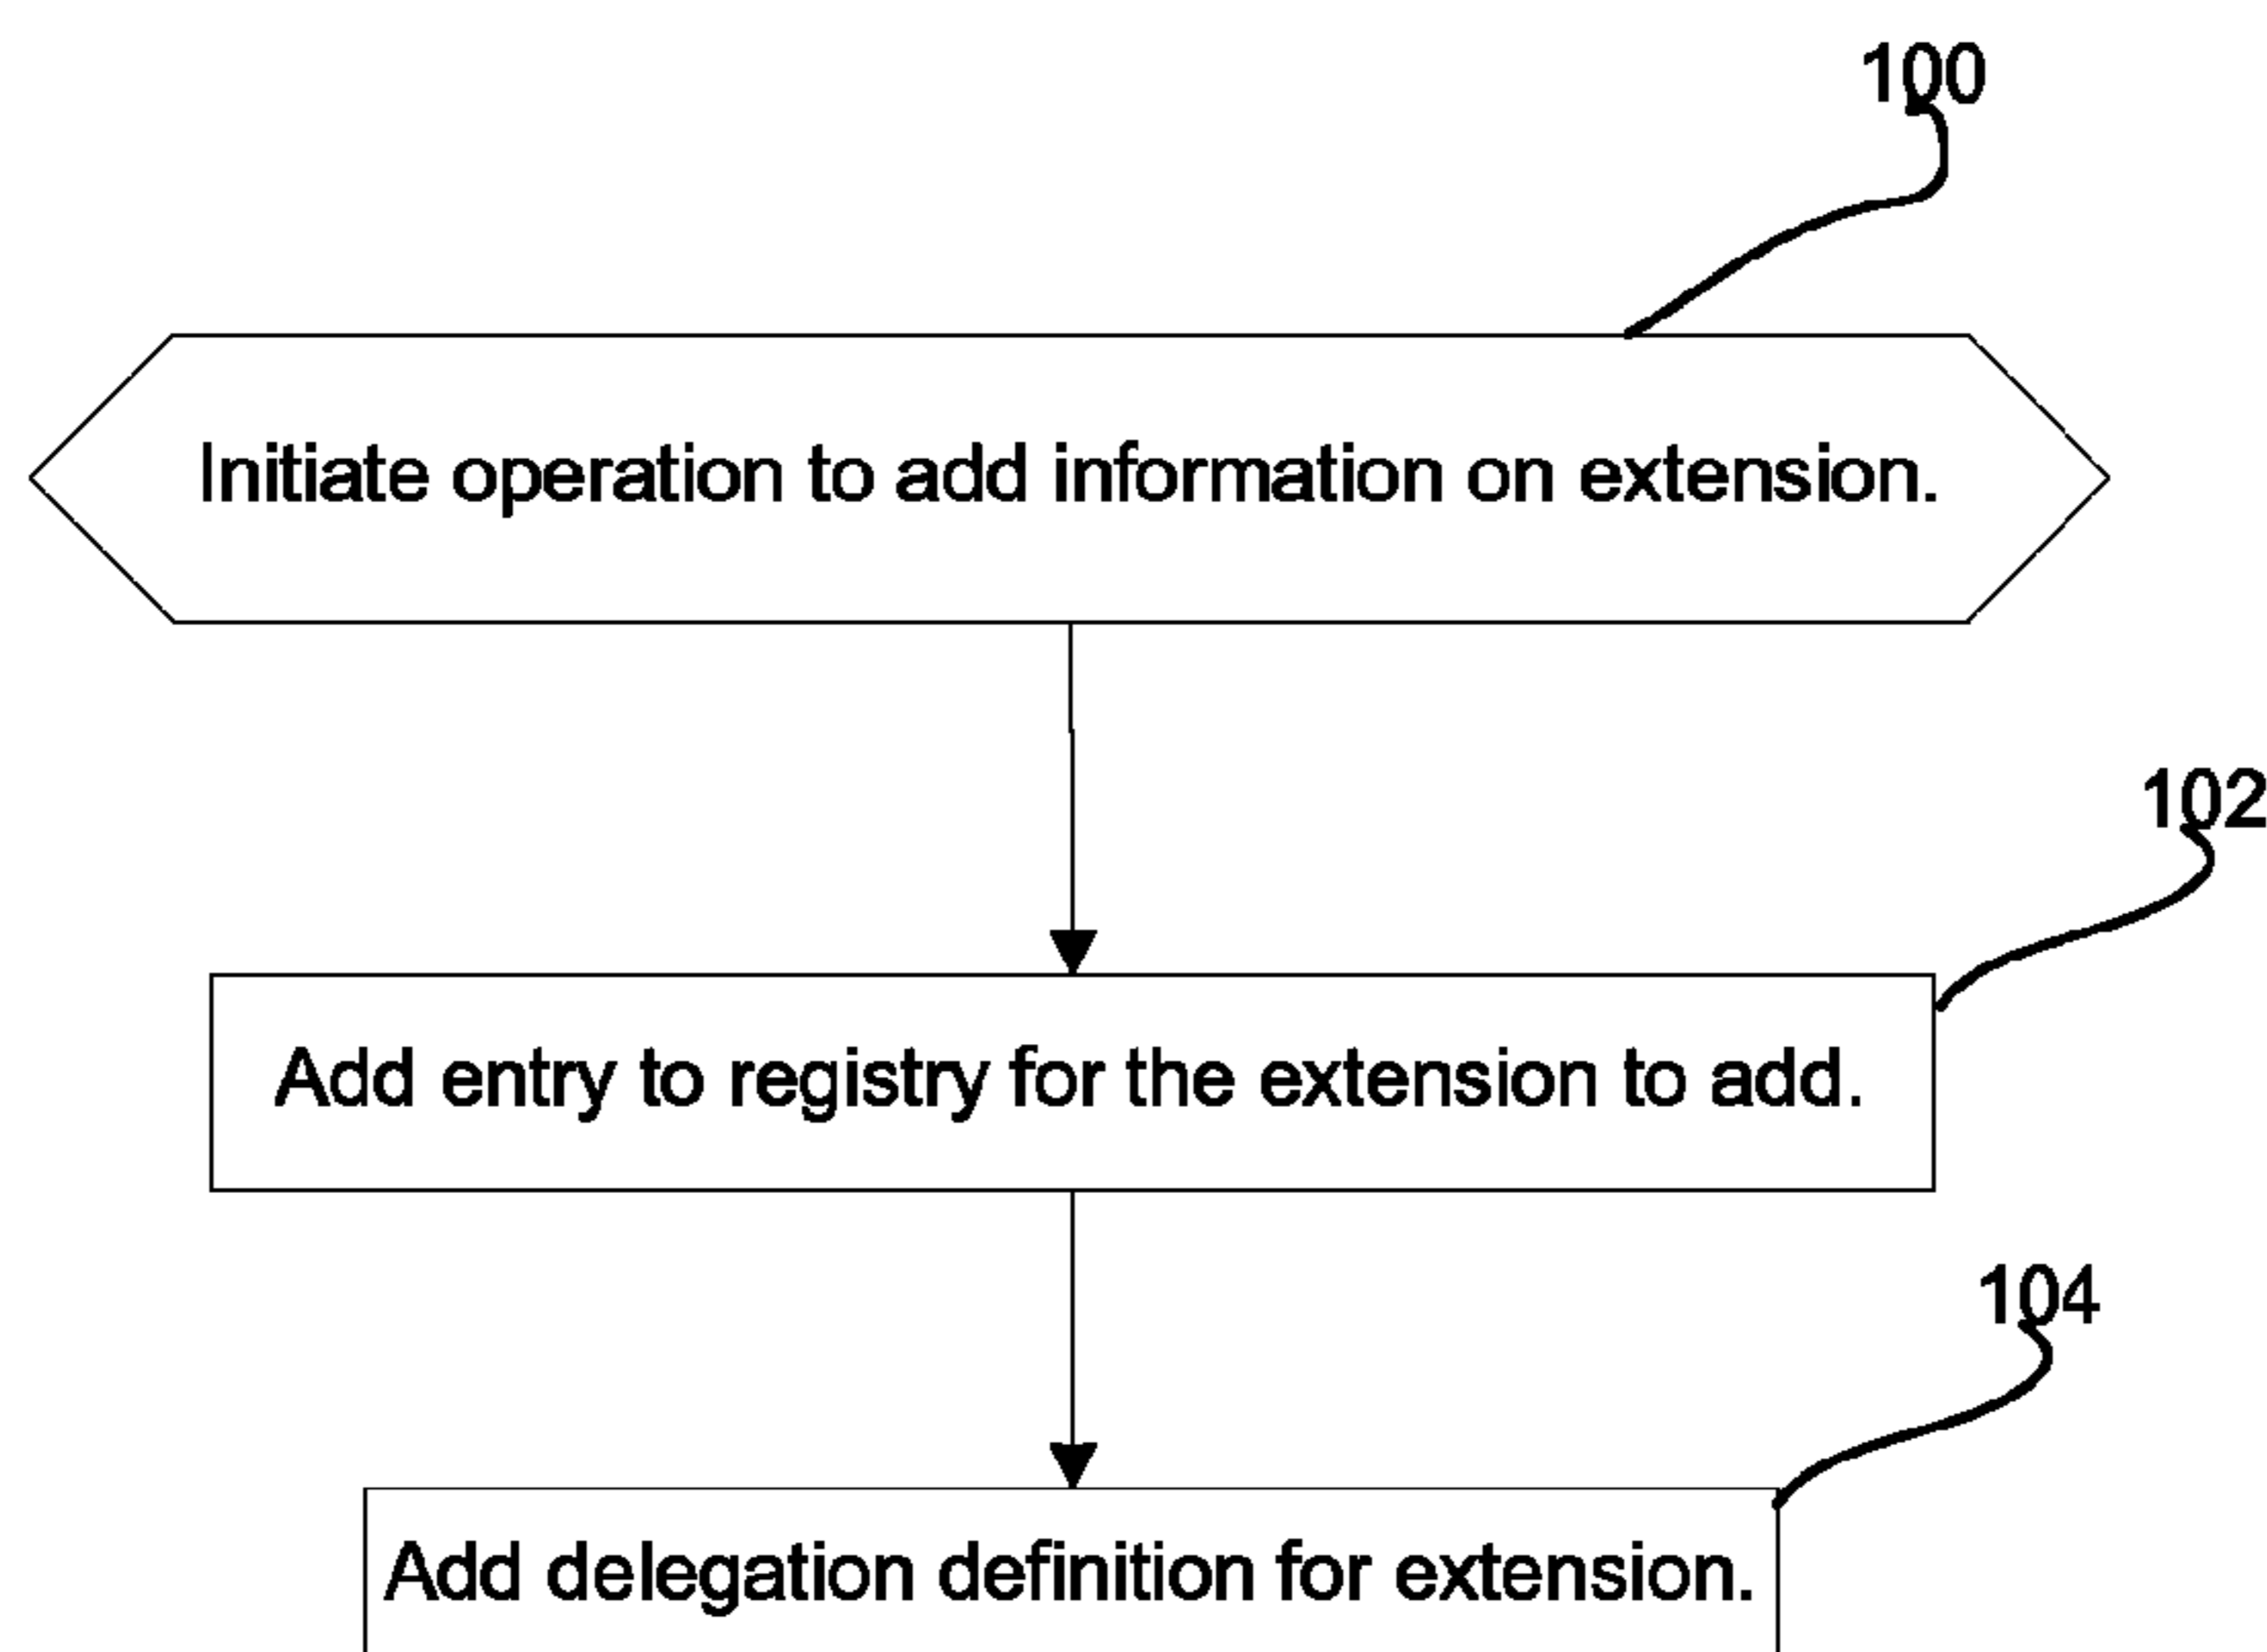 100
Initiate operation to add information on extension.
102
Add entry to registry for the extension to add.
104
Add delegation definition for extension.